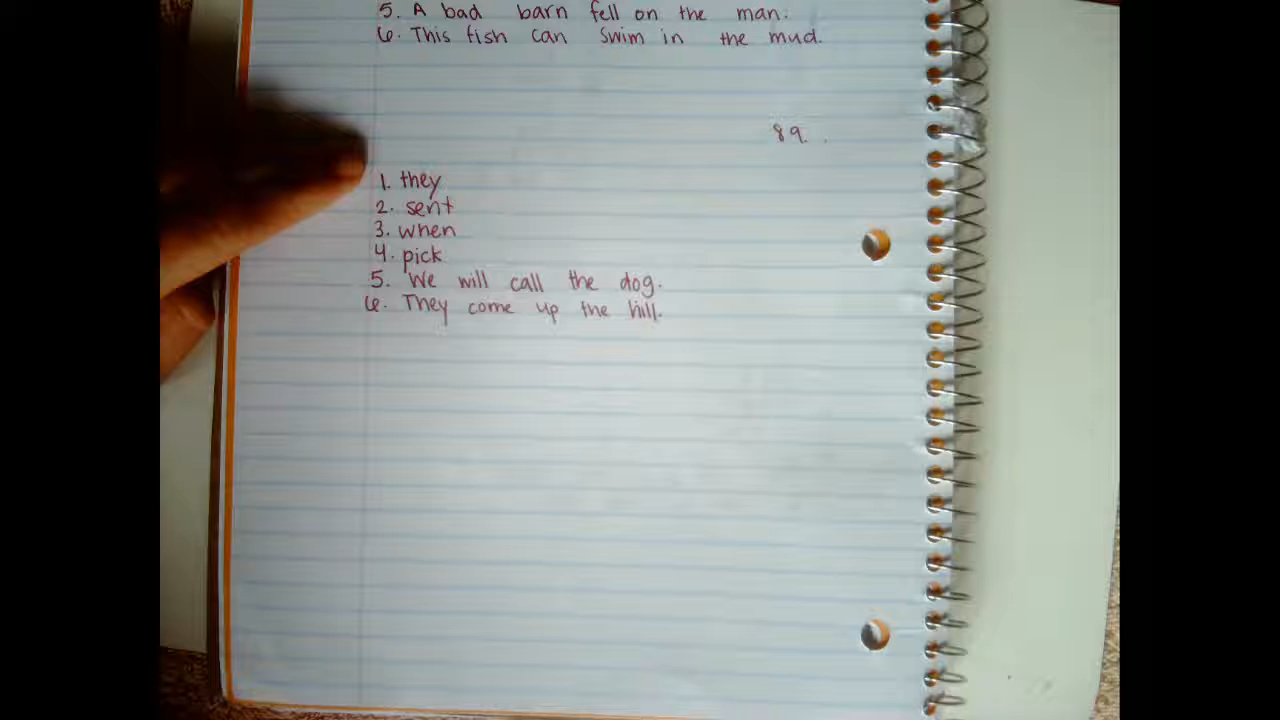 5. A bad barn fell on the man.
6. This fish can swim in the mud.
89.
1. they
2. sent
3. when
4. pick
5. We will call the dog.
6. They come up the hill.